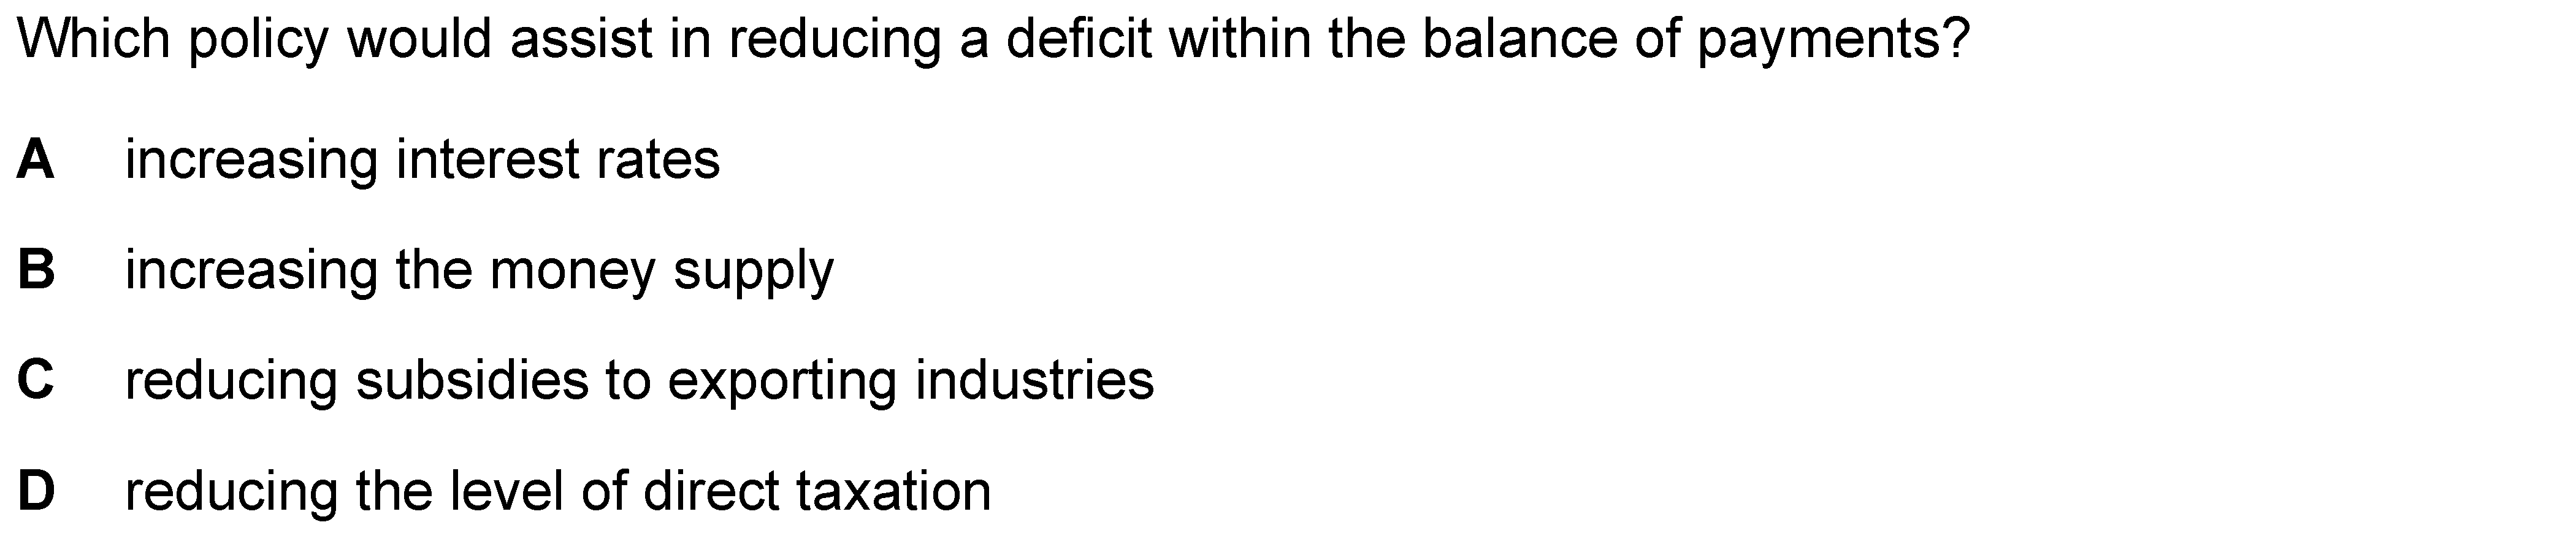 Which policy would assist in reducing a deficit within the balance of payments?
A increasing interest rates
B increasing the money supply
C reducing subsidies to exporting industries
D reducing the level of direct taxation